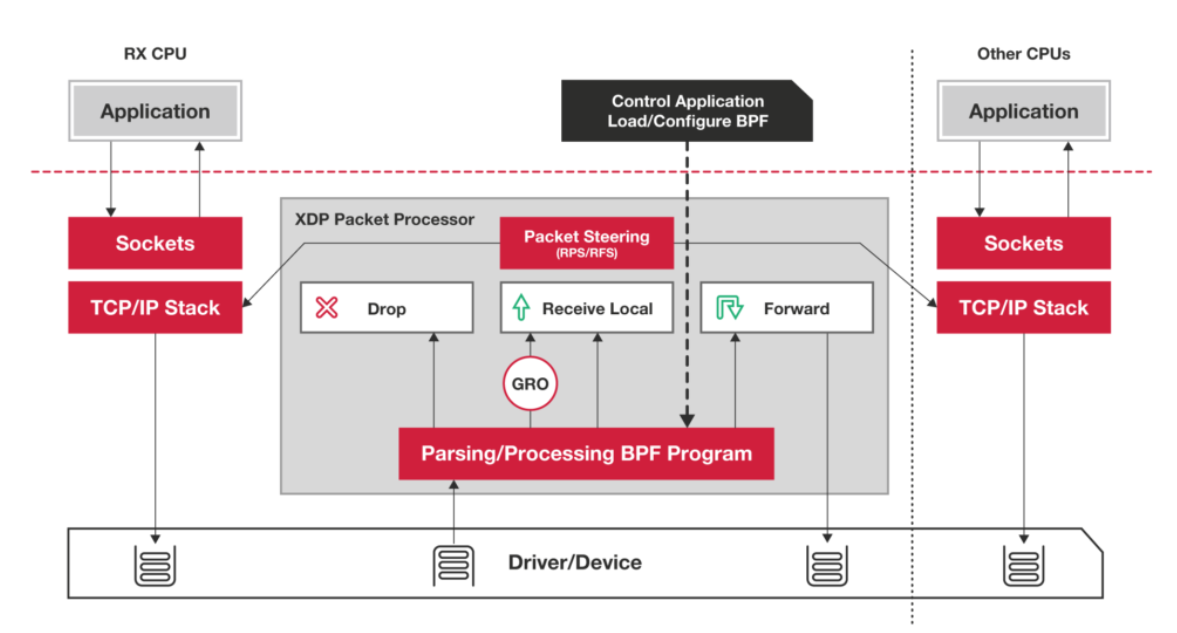 RX CPU
Other CPUs
Application
Control Application
Load/Configure BPF
Application
XDP Packet Processor
Sockets
Packet Steering
(RPS/RFS)
Sockets
TCP/IP Stack
Drop
Receive Local
Forward
TCP/IP Stack
GRO
Parsing/Processing BPF Program
Driver/Device